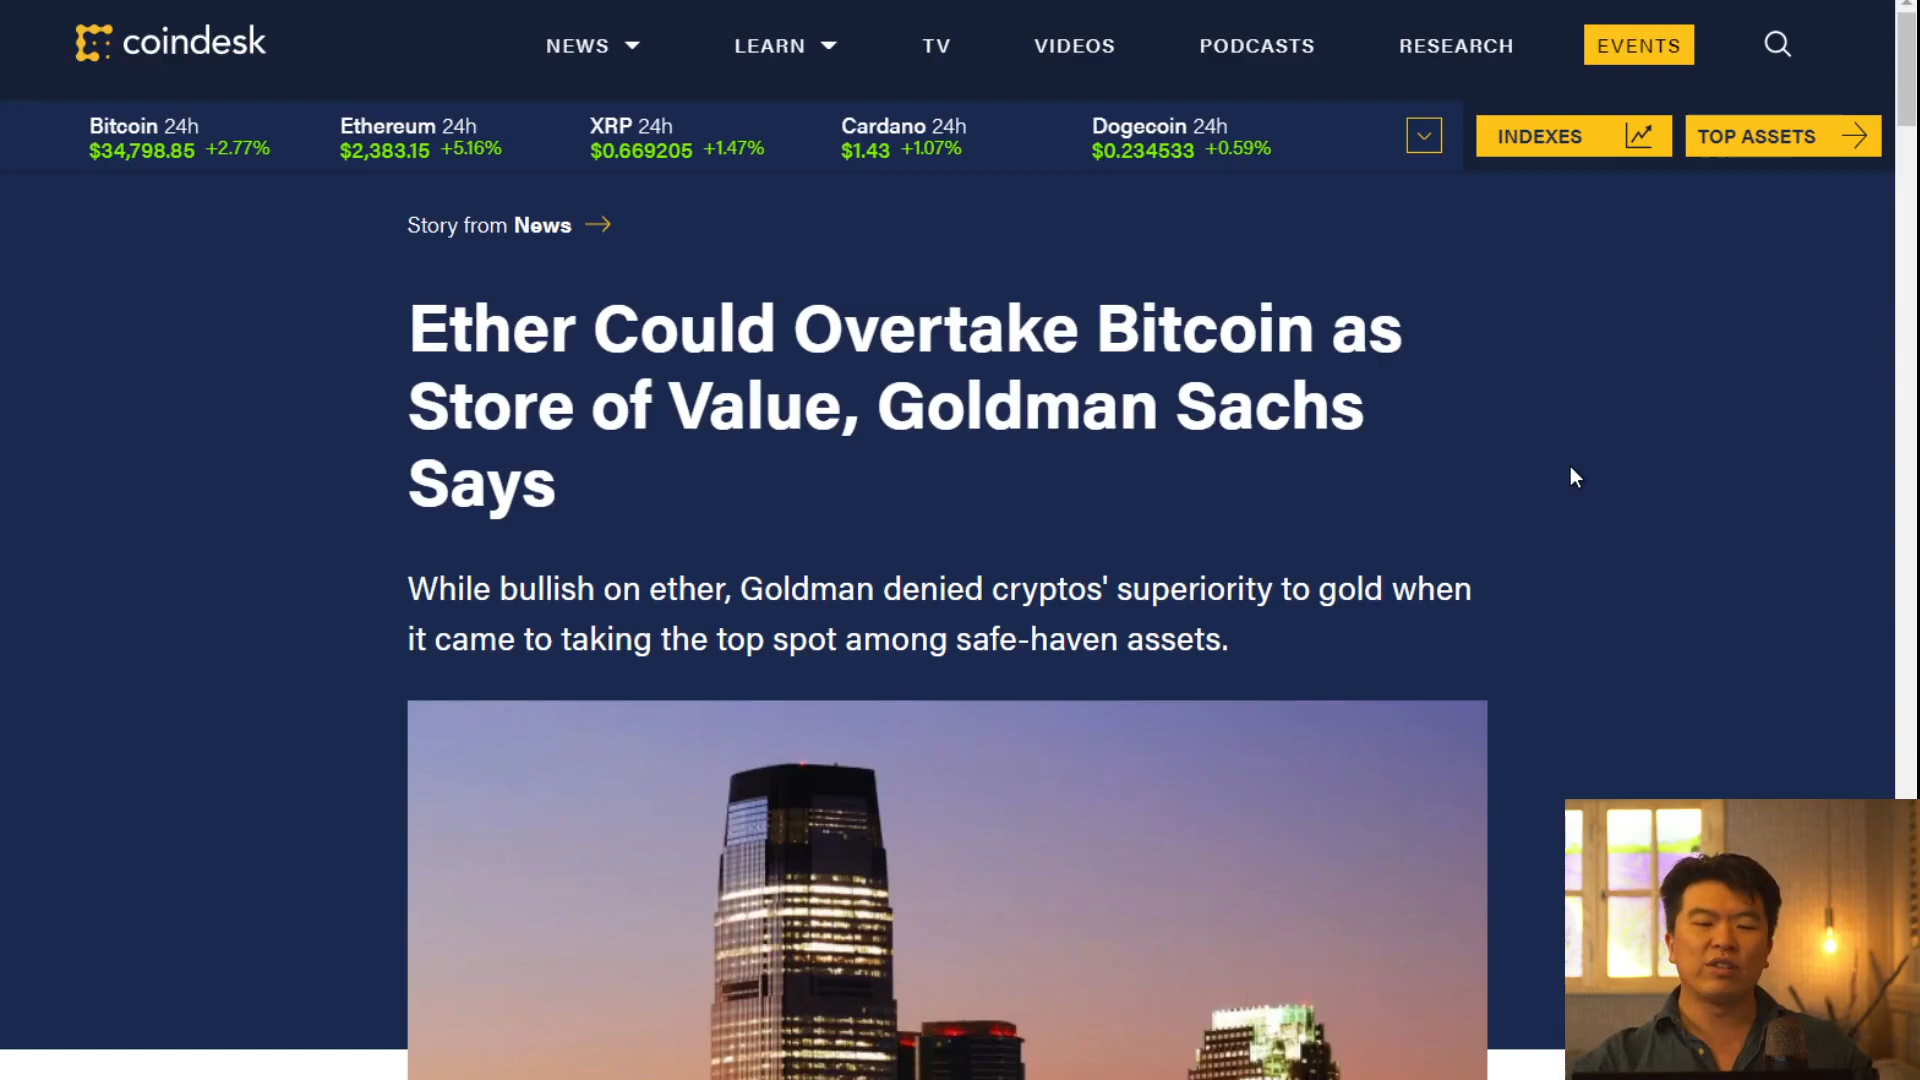 coindesk
NEWS
LEARN
TV
VIDEOS
PODCASTS
RESEARCH
EVENTS
Bitcoin 24h
$34,798.85 +2.77%
Ethereum 24h
$2,383.15 +5.16%
XRP 24h
$0.669205 +1.47%
Cardano 24h
$1.43 +1.07%
Dogecoin 24h
$0.234533 +0.59%
INDEXES
TOP ASSETS
Story from News
Ether Could Overtake Bitcoin as
Store of Value, Goldman Sachs
Says
While bullish on ether, Goldman denied cryptos' superiority to gold when
it came to taking the top spot among safe-haven assets.